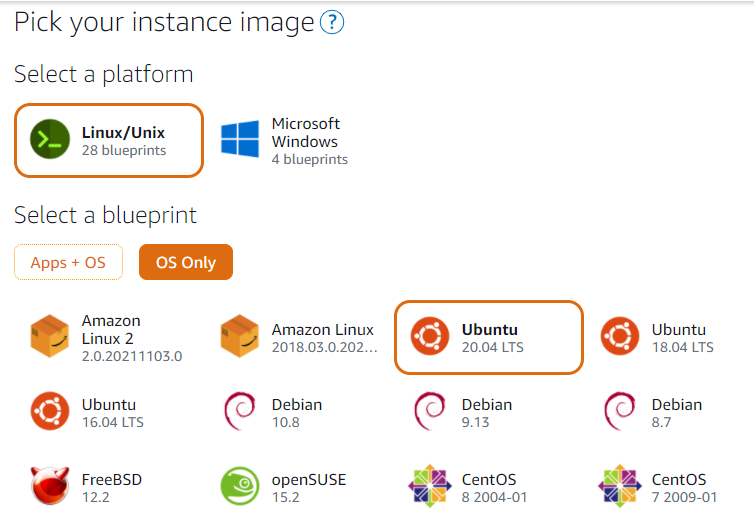 Pick your instance image ?
Select a platform
Linux/Unix
28 blueprints
Microsoft
Windows
4 blueprints
Select a blueprint
Apps + OS
OS Only
Amazon
Linux 2
2.0.20211103.0
Amazon Linux
2018.03.0.202...
Ubuntu
20.04 LTS
Ubuntu
18.04 LTS
Ubuntu
16.04 LTS
Debian
10.8
Debian
9.13
Debian
8.7
FreeBSD
12.2
openSUSE
15.2
CentOS
8 2004-01
CentOS
7 2009-01